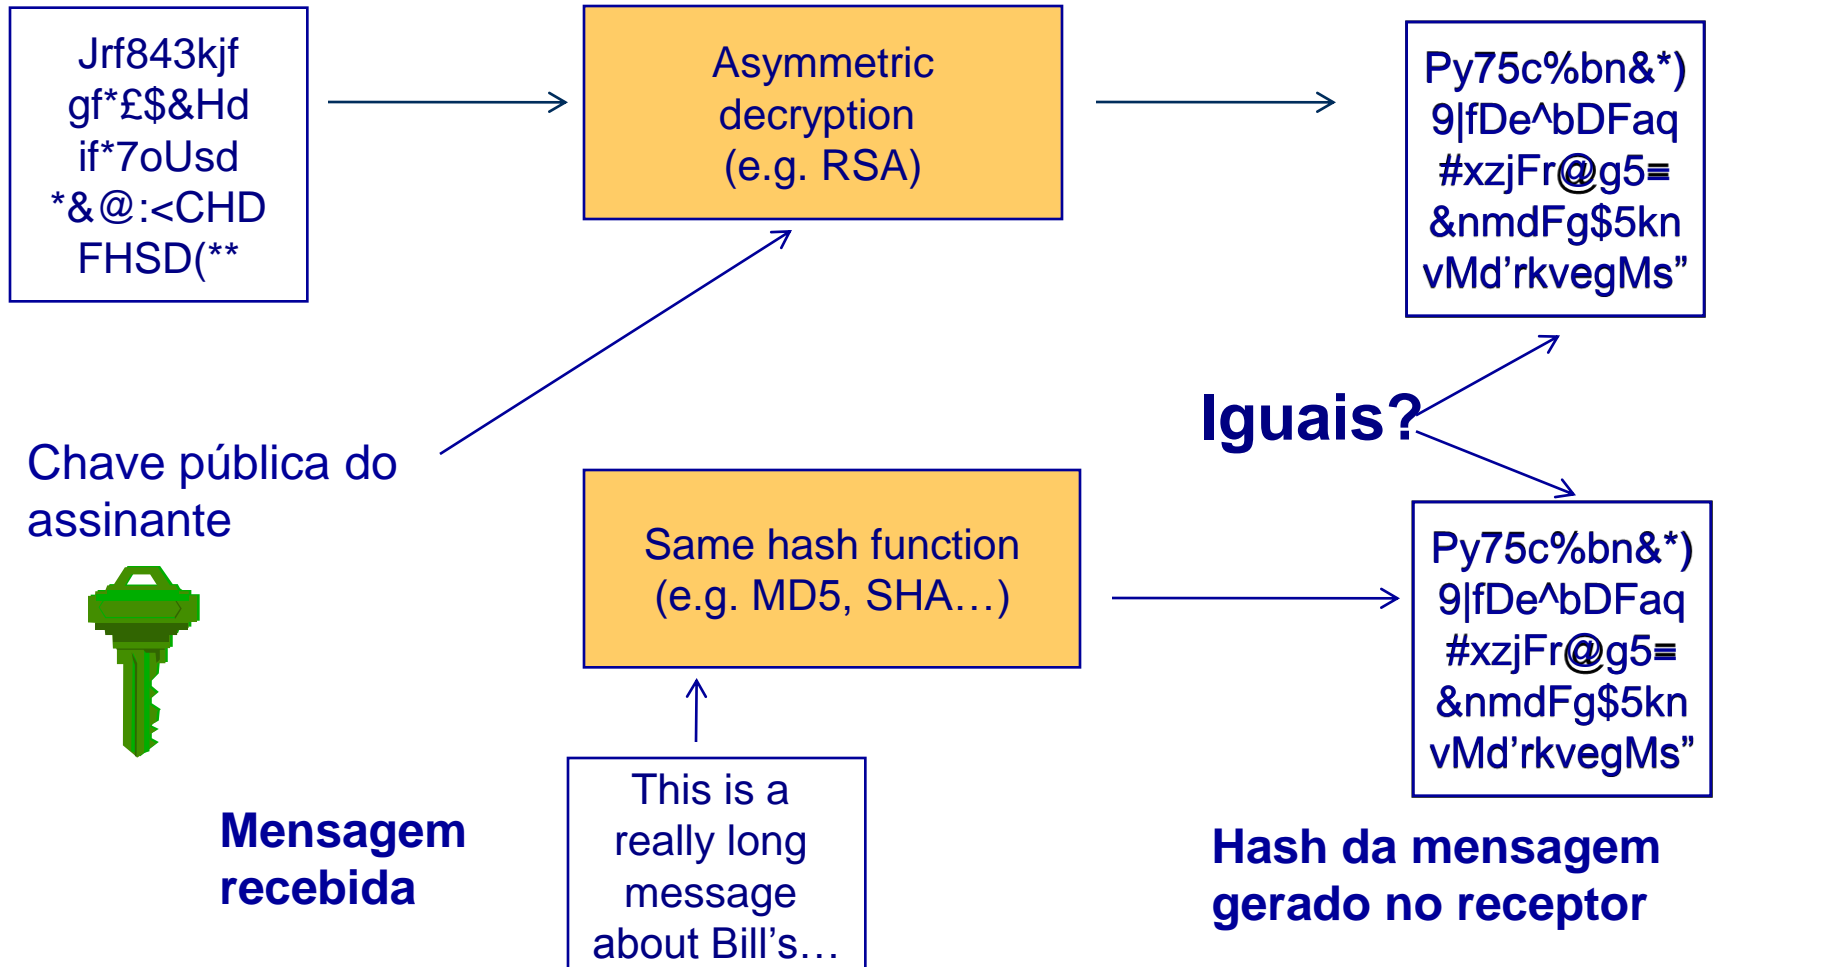 Jrf843kjf
gf*£$&Hd
if*7oUsd
*&@:<CHD
FHSD(**
Asymmetric
decryption
(e.g. RSA)
Py75c%bn&*)
9|fDe^bDFaq
#xzjFr@g5=
&nmdFg$5kn
vMd’rkvegMs”
Iguais?
Chave pública do
assinante
Same hash function
(e.g. MD5, SHA…)
Py75c%bn&*)
9|fDe^bDFaq
#xzjFr@g5=
&nmdFg$5kn
vMd’rkvegMs”
Mensagem
recebida
This is a
really long
message
about Bill’s…
Hash da mensagem
gerado no receptor